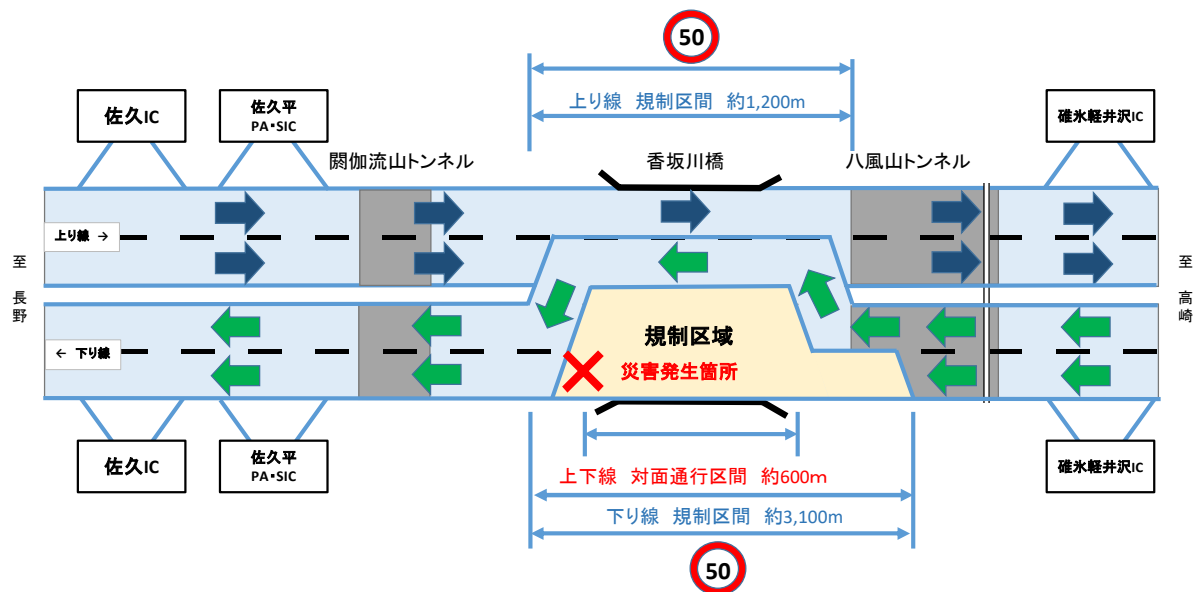 50
上り線 規制区間 約1,200m
佐久IC
佐久平
PA・SIC
碓氷軽井沢IC
閼伽流山トンネル
香坂川橋
八風山トンネル
上り線 →
至 長野
至 高崎
← 下り線
規制区域
災害発生箇所
佐久IC
佐久平
PA・SIC
碓氷軽井沢IC
上下線 対面通行区間 約600m
下り線 規制区間 約3,100m
50